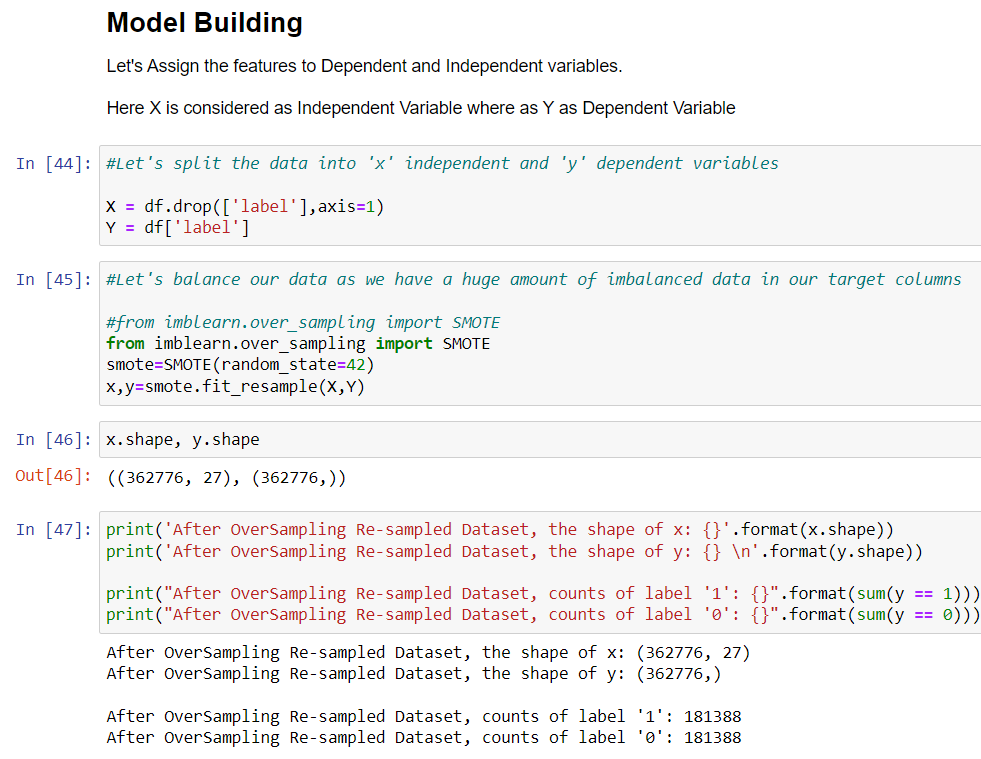 Model Building
Let's Assign the features to Dependent and Independent variables.
Here X is considered as Independent Variable where as Y as Dependent Variable
In [44]: #Let's split the data into 'x' independent and 'y' dependent variables
X = df.drop(['label'],axis=1)
Y = df['label']
In [45]: #Let's balance our data as we have a huge amount of imbalanced data in our target columns
#from imblearn.over_sampling import SMOTE
from imblearn.over_sampling import SMOTE
smote=SMOTE(random_state=42)
x,y=smote.fit_resample(X,Y)
In [46]: x.shape, y.shape
Out[46]: ((362776, 27), (362776,))
In [47]: print('After OverSampling Re-sampled Dataset, the shape of x: {}'.format(x.shape))
print('After OverSampling Re-sampled Dataset, the shape of y: {} \n'.format(y.shape))
print("After OverSampling Re-sampled Dataset, counts of label '1': {}".format(sum(y == 1)))
print("After OverSampling Re-sampled Dataset, counts of label '0': {}".format(sum(y == 0)))
After OverSampling Re-sampled Dataset, the shape of x: (362776, 27)
After OverSampling Re-sampled Dataset, the shape of y: (362776,)
After OverSampling Re-sampled Dataset, counts of label '1': 181388
After OverSampling Re-sampled Dataset, counts of label '0': 181388